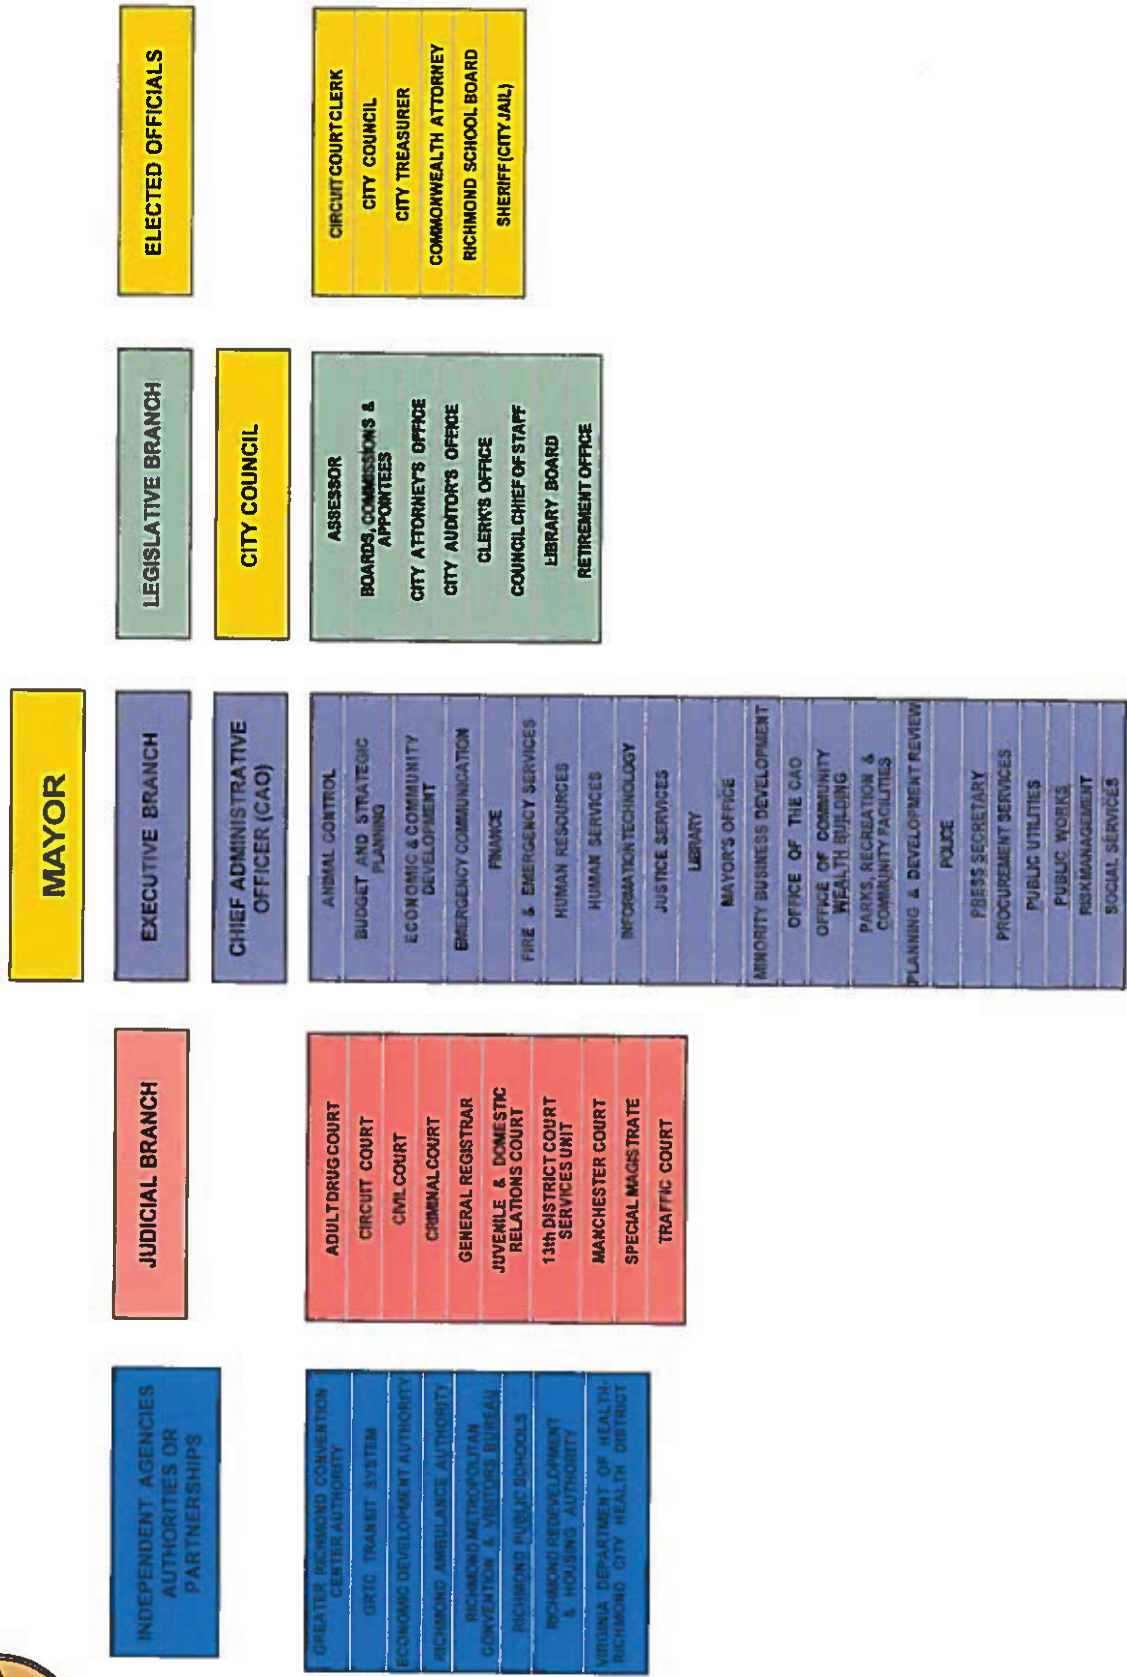 MAYOR
INDEPENDENT AGENCIES
AUTHORITIES OR
PARTNERSHIPS
GREATER RICHMOND CONVENTION
CENTER AUTHORITY
GRTC TRANSIT SYSTEM
ECONOMIC DEVELOPMENT AUTHORITY
RICHMOND AMBULANCE AUTHORITY
RICHMOND METROPOLITAN
CONVENTION & VISITORS BUREAU
RICHMOND PUBLIC SCHOOLS
RICHMOND REDEVELOPMENT
& HOUSING AUTHORITY
VIRGINIA DEPARTMENT OF HEALTH-
RICHMOND CITY HEALTH DISTRICT
JUDICIAL BRANCH
ADULT DRUG COURT
CIRCUIT COURT
CIVIL COURT
CRIMINAL COURT
GENERAL REGISTRAR
JUVENILE & DOMESTIC
RELATIONS COURT
13th DISTRICT COURT
SERVICES UNIT
MANCHESTER COURT
SPECIAL MAGISTRATE
TRAFFIC COURT
EXECUTIVE BRANCH
CHIEF ADMINISTRATIVE
OFFICER (CAO)
ANIMAL CONTROL
BUDGET AND STRATEGIC
PLANNING
ECONOMIC & COMMUNITY
DEVELOPMENT
EMERGENCY COMMUNICATION
FINANCE
FIRE & EMERGENCY SERVICES
HUMAN RESOURCES
HUMAN SERVICES
INFORMATION TECHNOLOGY
JUSTICE SERVICES
LIBRARY
MAYOR'S OFFICE
MINORITY BUSINESS DEVELOPMENT
OFFICE OF THE CAO
OFFICE OF COMMUNITY
WEALTH BUILDING
PARKS, RECREATION &
COMMUNITY FACILITIES
PLANNING & DEVELOPMENT REVIEW
POLICE
PRESS SECRETARY
PROCUREMENT SERVICES
PUBLIC UTILITIES
PUBLIC WORKS
RISK MANAGEMENT
SOCIAL SERVICES
LEGISLATIVE BRANCH
CITY COUNCIL
ASSESSOR
BOARDS, COMMISSIONS &
APPOINTEES
CITY ATTORNEY'S OFFICE
CITY AUDITOR'S OFFICE
CLERK'S OFFICE
COUNCIL CHIEF OF STAFF
LIBRARY BOARD
RETIREMENT OFFICE
ELECTED OFFICIALS
CIRCUIT COURT CLERK
CITY COUNCIL
CITY TREASURER
COMMONWEALTH ATTORNEY
RICHMOND SCHOOL BOARD
SHERIFF (CITY JAIL)